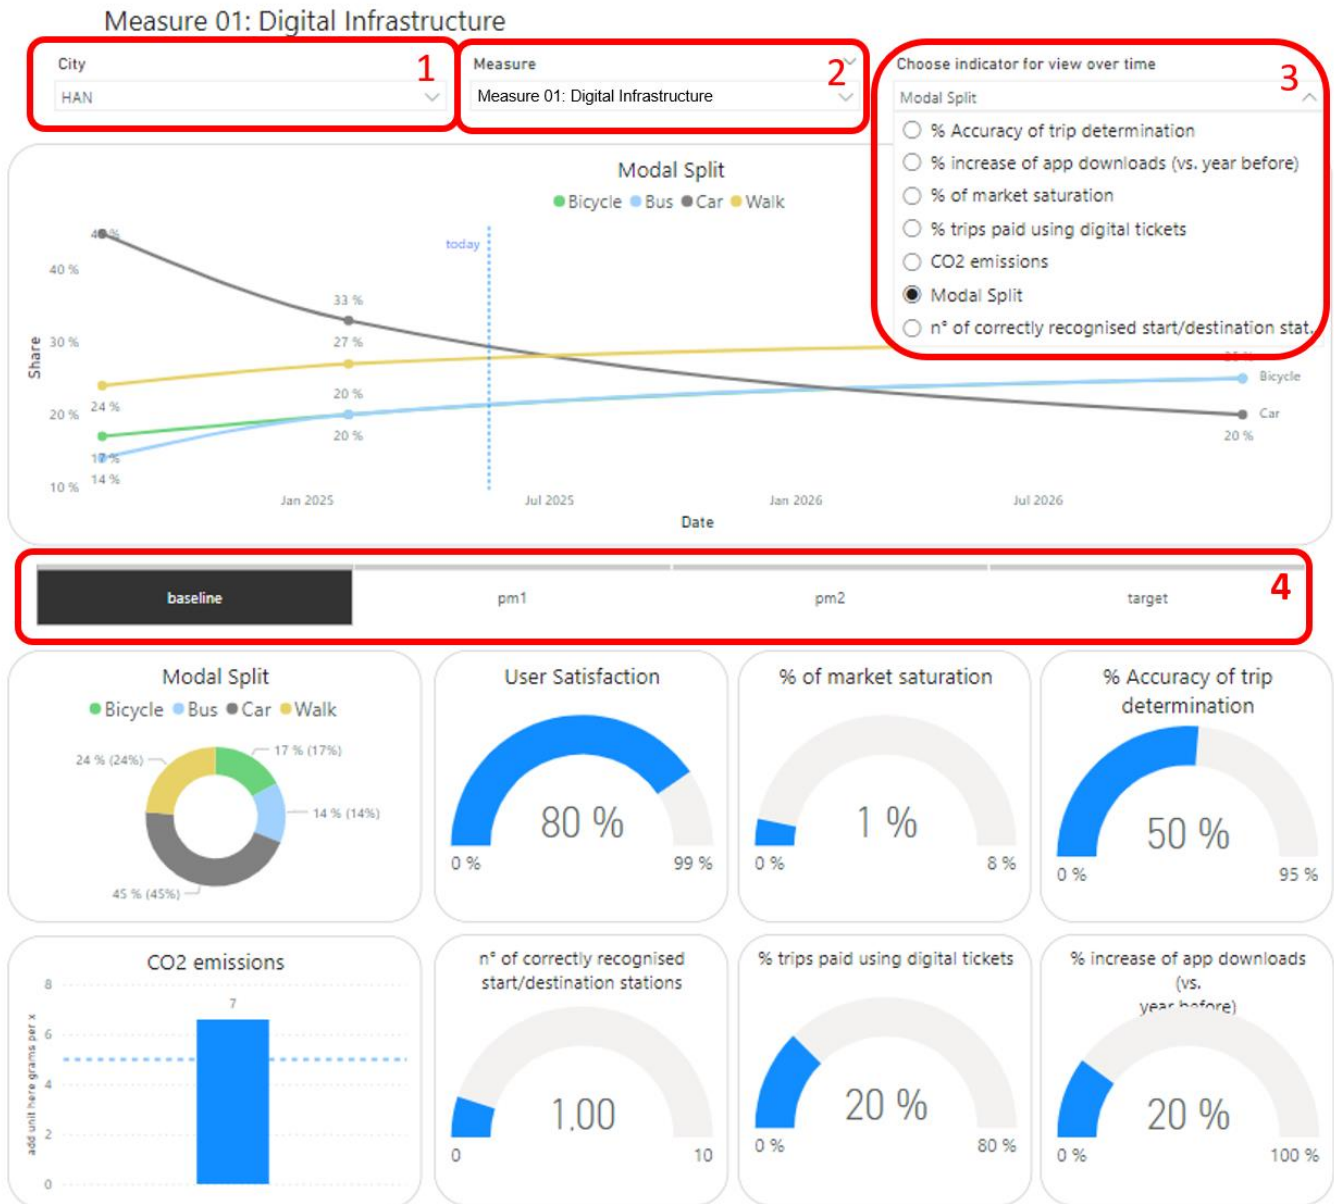 Measure 01: Digital Infrastructure
City
1
HAN
Measure
2
Measure 01: Digital Infrastructure
Choose indicator for view over time
3
Modal Split
% Accuracy of trip determination
% increase of app downloads (vs. year before)
% of market saturation
% trips paid using digital tickets
CO2 emissions
Modal Split
n° of correctly recognised start/destination stat..
Modal Split
Bicycle Bus Car Walk
today
Share
40 %
30 %
20 %
10 %
33 %
27 %
24 %
20 %
20 %
17 %
14 %
Bicycle
Car
20 %
Jan 2025
Jul 2025
Jan 2026
Jul 2026
Date
baseline
pm1
pm2
target
4
Modal Split
Bicycle Bus Car Walk
24 % (24%)
17 % (17%)
14 % (14%)
45 % (45%)
User Satisfaction
80 %
0 %
99 %
% of market saturation
1 %
0 %
8 %
% Accuracy of trip
determination
50 %
0 %
95 %
CO2 emissions
add unit here grams per x
8
6
4
2
0
7
n° of correctly recognised
start/destination stations
1.00
0
10
% trips paid using digital tickets
20 %
0 %
80 %
% increase of app downloads
(vs.
year before)
20 %
0 %
100 %